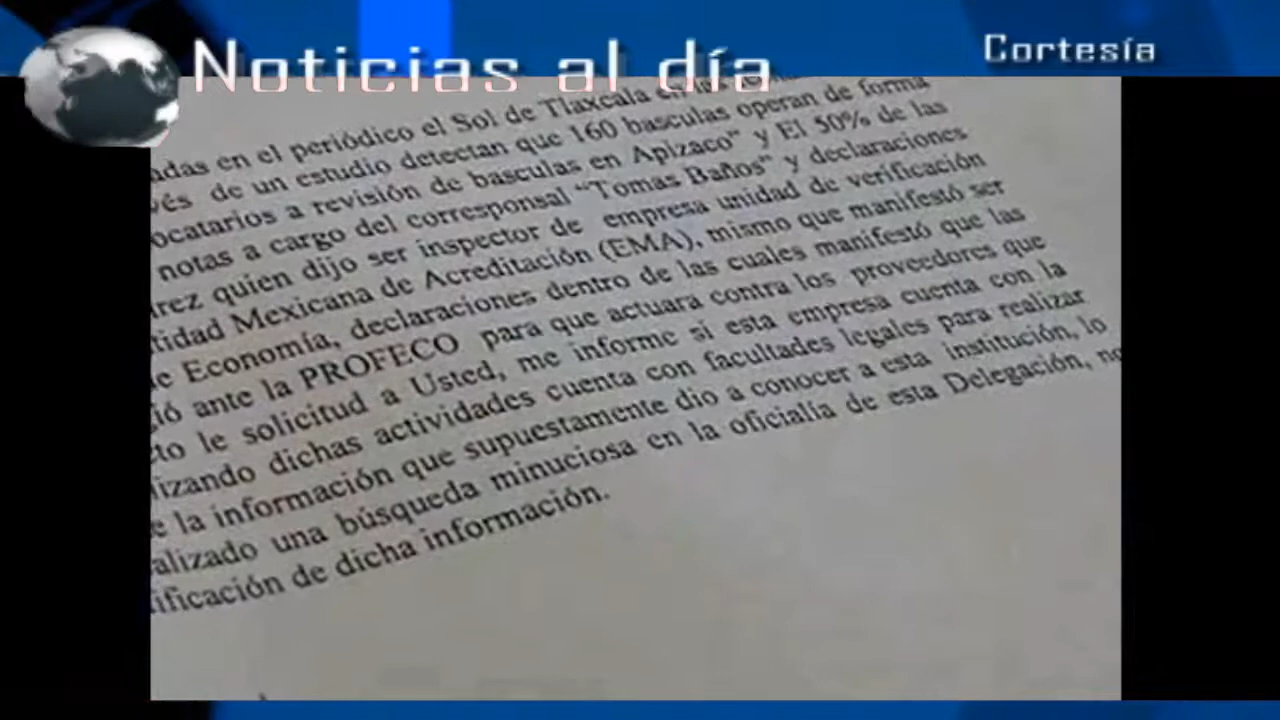 Noticias al día
Cortesía
adas en el periódico el Sol de Tlaxcala en las
vés de un estudio detectan que 160 basculas operan de forma
ocatarios a revisión de basculas en Apizaco” y El 50% de las
notas a cargo del corresponsal “Tomas Baños” y declaraciones
rez quien dijo ser inspector de empresa unidad de verificación
tidad Mexicana de Acreditación (EMA), mismo que manifestó ser
e Economía, declaraciones dentro de las cuales manifestó que las
ió ante la PROFECO para que actuara contra los proveedores que
to le solicitud a Usted, me informe si esta empresa cuenta con la
izando dichas actividades cuenta con facultades legales para realizar
e la información que supuestamente dio a conocer a esta institución, lo
alizado una búsqueda minuciosa en la oficialía de esta Delegación, no
ificación de dicha información.